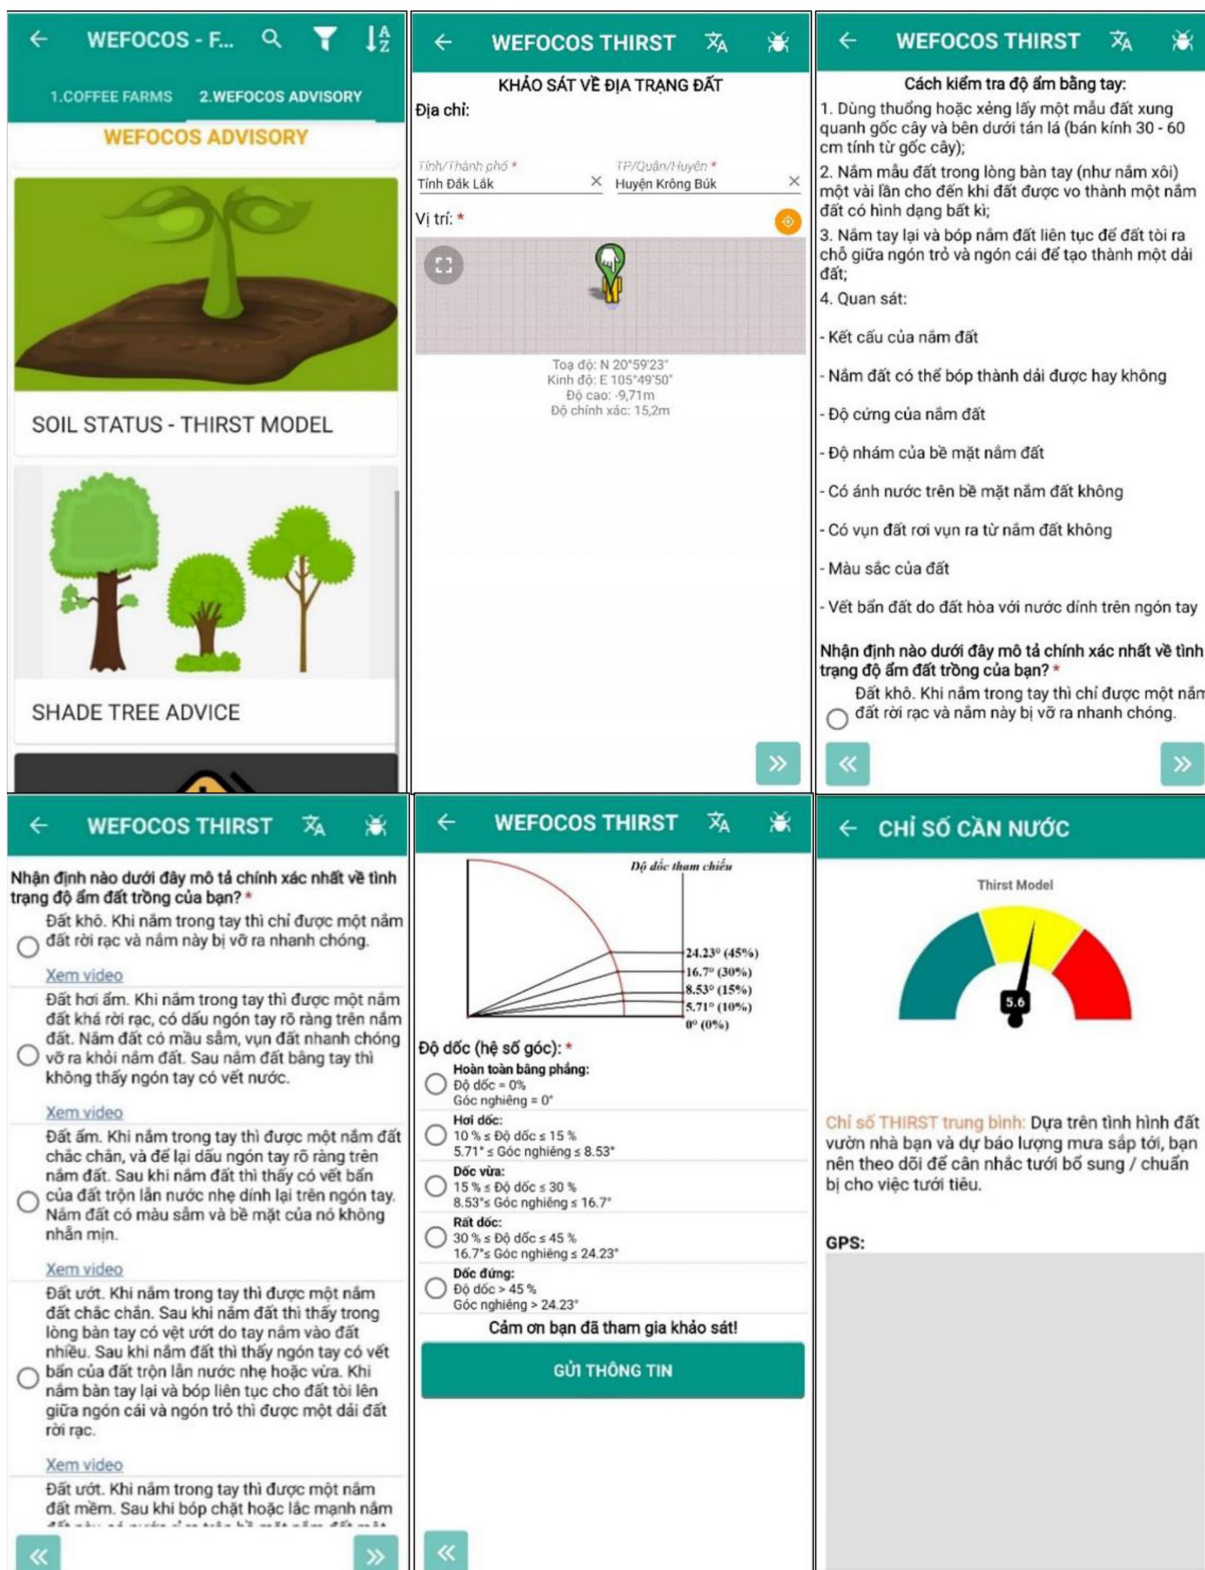 WEFOCOS - F...
1.COFFEE FARMS 2.WEFOCOS ADVISORY
WEFOCOS ADVISORY
SOIL STATUS - THIRST MODEL
SHADE TREE ADVICE
WEFOCOS THIRST
KHẢO SÁT VỀ ĐỊA TRẠNG ĐẤT
Địa chỉ:
Tỉnh/Thành phố * TP/Quận/Huyện *
Tỉnh Đắk Lắk Huyện Krông Búk
Vị trí: *
Toạ độ: N 20°59'23"
Kinh độ: E 105°49'50"
Độ cao: -9,71m
Độ chính xác: 15,2m
WEFOCOS THIRST
Cách kiểm tra độ ẩm bằng tay:
1. Dùng thuổng hoặc xẻng lấy một mẫu đất xung
quanh gốc cây và bên dưới tán lá (bán kính 30 - 60
cm tính từ gốc cây);
2. Nắm mẫu đất trong lòng bàn tay (như nắm xôi)
một vài lần cho đến khi đất được vo thành một nắm
đất có hình dạng bất kì;
3. Nắm tay lại và bóp nắm đất liên tục để đất tòi ra
chỗ giữa ngón trỏ và ngón cái để tạo thành một dải
đất;
4. Quan sát:
- Kết cấu của nắm đất
- Nắm đất có thể bóp thành dải được hay không
- Độ cứng của nắm đất
- Độ nhám của bề mặt nắm đất
- Có ánh nước trên bề mặt nắm đất không
- Có vụn đất rơi vụn ra từ nắm đất không
- Màu sắc của đất
- Vết bẩn đất do đất hòa với nước dính trên ngón tay
Nhận định nào dưới đây mô tả chính xác nhất về tình
trạng độ ẩm đất trồng của bạn? *
Đất khô. Khi nắm trong tay thì chỉ được một nắm
đất rời rạc và nắm này bị vỡ ra nhanh chóng.
WEFOCOS THIRST
Nhận định nào dưới đây mô tả chính xác nhất về tình
trạng độ ẩm đất trồng của bạn? *
Đất khô. Khi nắm trong tay thì chỉ được một nắm
đất rời rạc và nắm này bị vỡ ra nhanh chóng.
Xem video
Đất hơi ẩm. Khi nắm trong tay thì được một nắm
đất khá rời rạc, có dấu ngón tay rõ ràng trên nắm
đất. Nắm đất có mầu sẫm, vụn đất nhanh chóng
vỡ ra khỏi nắm đất. Sau nắm đất bằng tay thì
không thấy ngón tay có vết nước.
Xem video
Đất ẩm. Khi nắm trong tay thì được một nắm đất
chắc chắn, và để lại dấu ngón tay rõ ràng trên
nắm đất. Sau khi nắm đất thì thấy có vết bẩn
của đất trộn lẫn nước nhẹ dính lại trên ngón tay.
Nắm đất có màu sẫm và bề mặt của nó không
nhẵn mịn.
Xem video
Đất ướt. Khi nắm trong tay thì được một nắm
đất chắc chắn. Sau khi nắm đất thì thấy trong
lòng bàn tay có vệt ướt do tay nắm vào đất
nhiều. Sau khi nắm đất thì thấy ngón tay có vết
bẩn của đất trộn lẫn nước nhẹ hoặc vừa. Khi
nắm bàn tay lại và bóp liên tục cho đất tòi lên
giữa ngón cái và ngón trỏ thì được một dải đất
rời rạc.
Xem video
Đất ướt. Khi nắm trong tay thì được một nắm
đất mềm. Sau khi bóp chặt hoặc lắc mạnh nắm
WEFOCOS THIRST
Độ dốc tham chiếu
24.23° (45%)
16.7° (30%)
8.53° (15%)
5.71° (10%)
0° (0%)
Độ dốc (hệ số góc): *
Hoàn toàn bằng phẳng:
Độ dốc = 0%
Góc nghiêng = 0°
Hơi dốc:
10 % ≤ Độ dốc ≤ 15 %
5.71° ≤ Góc nghiêng ≤ 8.53°
Dốc vừa:
15 % ≤ Độ dốc ≤ 30 %
8.53°≤ Góc nghiêng ≤ 16.7°
Rất dốc:
30 % ≤ Độ dốc ≤ 45 %
16.7°≤ Góc nghiêng ≤ 24.23°
Dốc đứng:
Độ dốc > 45 %
Góc nghiêng > 24.23°
Cảm ơn bạn đã tham gia khảo sát!
GỬI THÔNG TIN
CHỈ SỐ CẦN NƯỚC
Thirst Model
5.6
Chỉ số THIRST trung bình: Dựa trên tình hình đất
vườn nhà bạn và dự báo lượng mưa sắp tới, bạn
nên theo dõi để cân nhắc tưới bổ sung / chuẩn
bị cho việc tưới tiêu.
GPS: